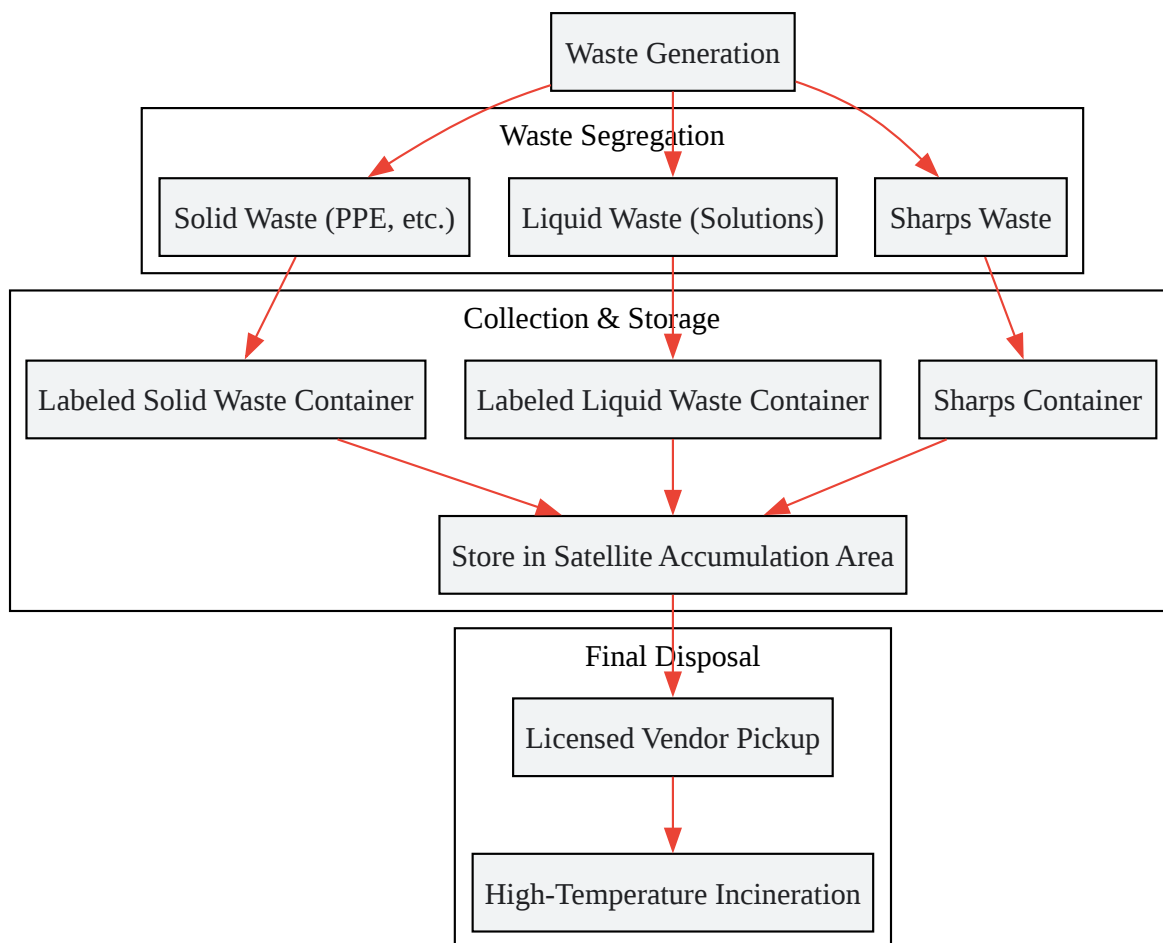 Waste Generation
Waste Segregation
Solid Waste (PPE, etc.)
Liquid Waste (Solutions)
Sharps Waste
Collection & Storage
Labeled Solid Waste Container
Labeled Liquid Waste Container
Sharps Container
Store in Satellite Accumulation Area
Final Disposal
Licensed Vendor Pickup
High-Temperature Incineration